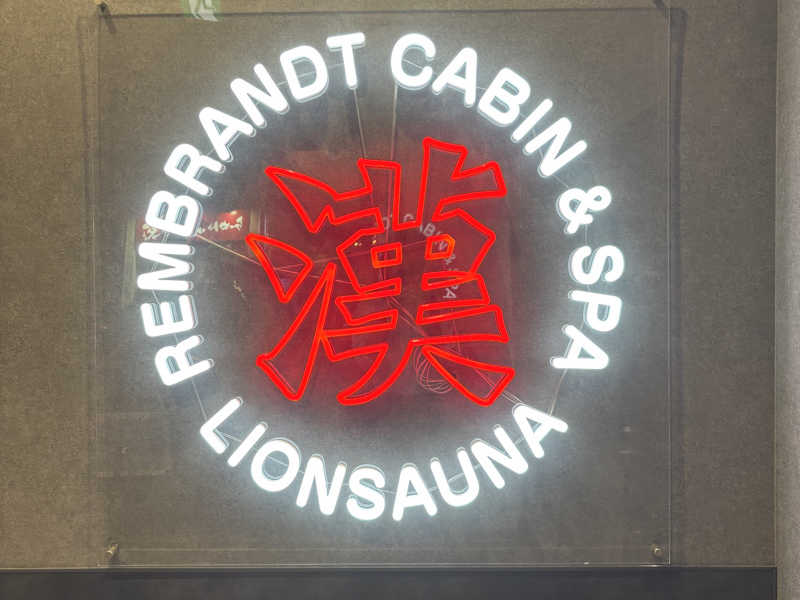 REMBRANDT CABIN & SPA
漢
LIONSAUNA